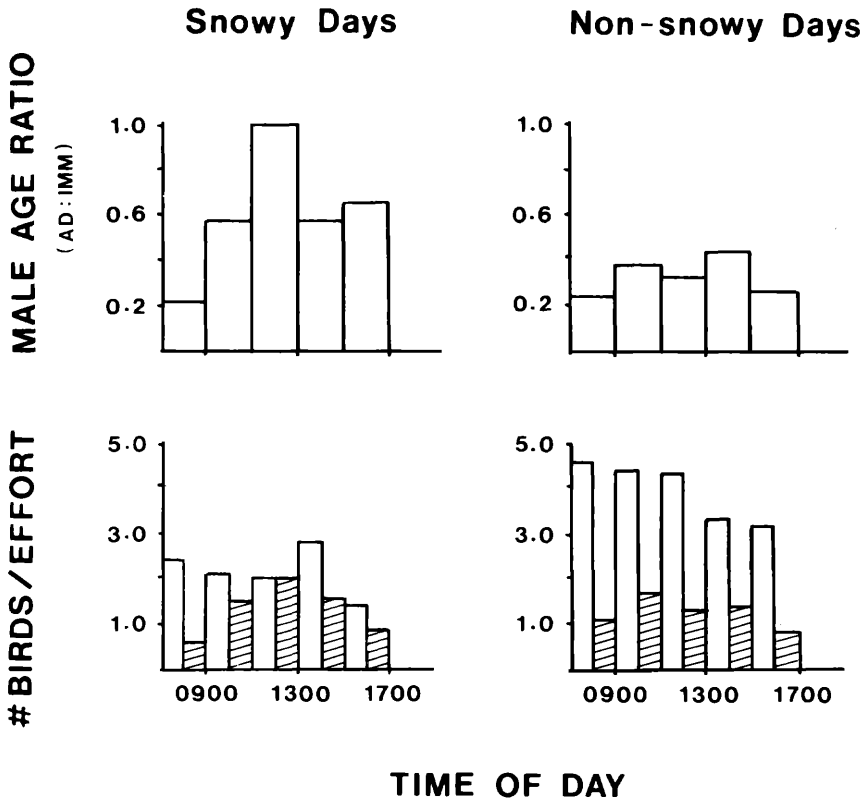 Snowy Days
Non-snowy Days
MALE AGE RATIO
(AD:IMM)
1.0
0.6
0.2
1.0
0.6
0.2
#BIRDS/EFFORT
5.0
3.0
1.0
0900 1300 1700
5.0
3.0
1.0
0900 1300 1700
TIME OF DAY